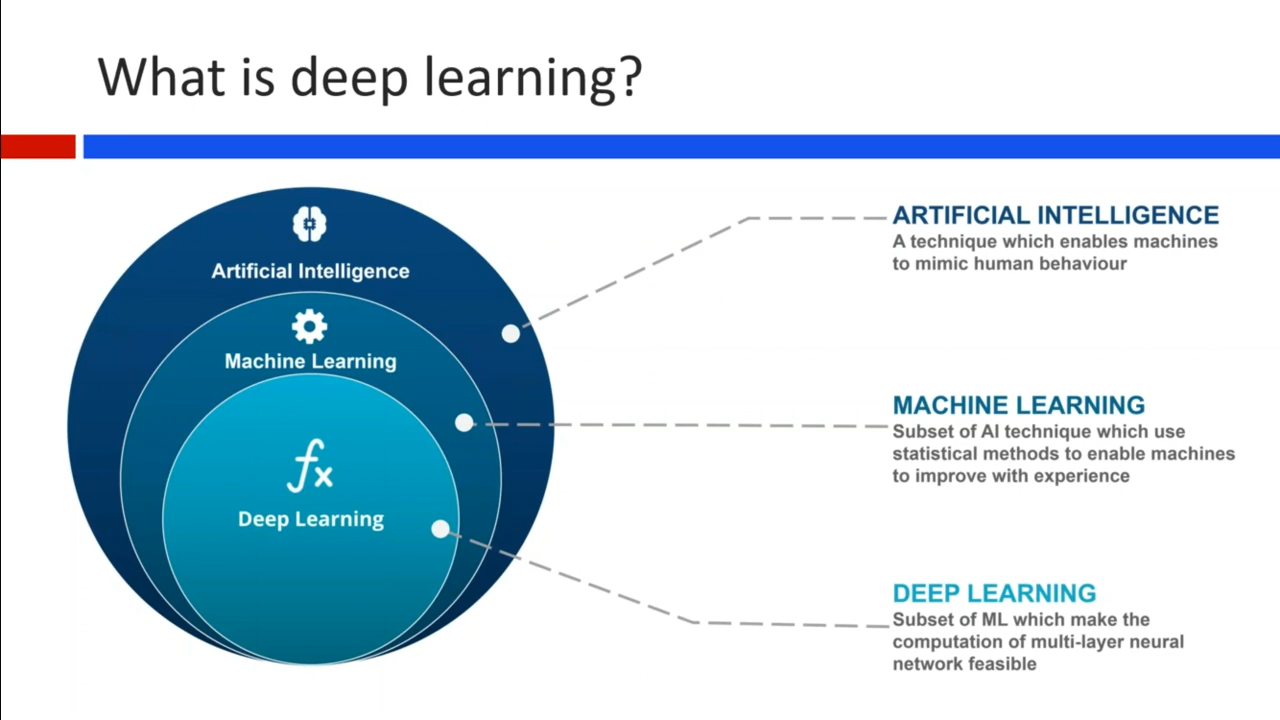 What is deep learning?
Artificial Intelligence
Machine Learning
fx
Deep Learning
ARTIFICIAL INTELLIGENCE
A technique which enables machines
to mimic human behaviour
MACHINE LEARNING
Subset of AI technique which use
statistical methods to enable machines
to improve with experience
DEEP LEARNING
Subset of ML which make the
computation of multi-layer neural
network feasible